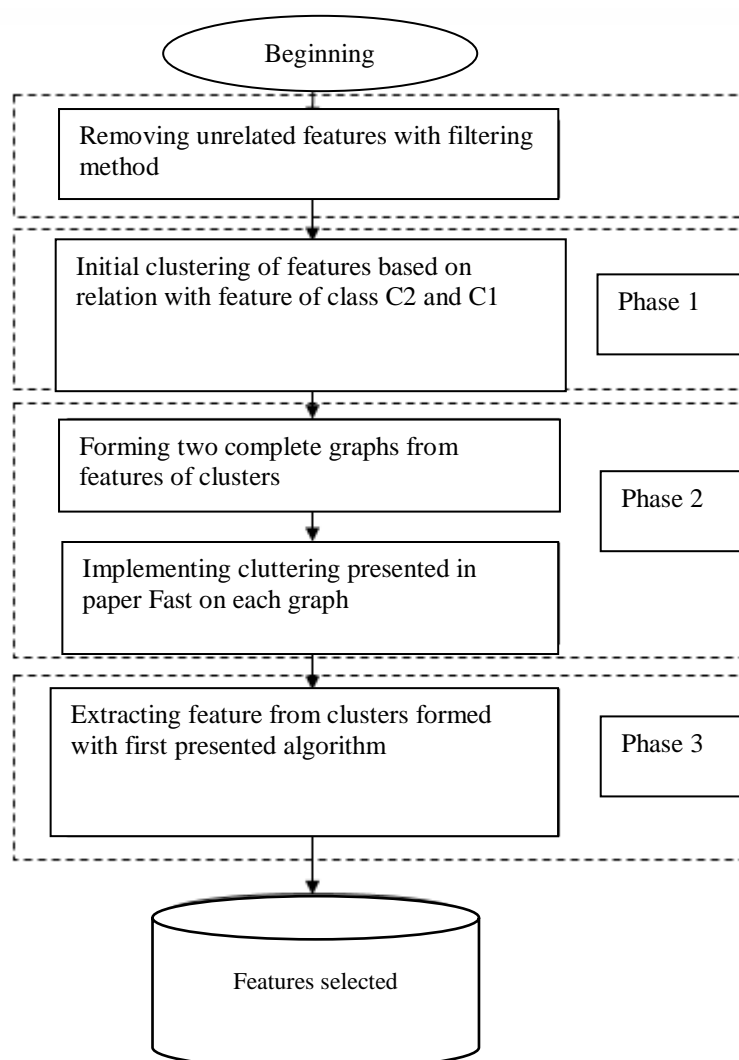 Beginning
Removing unrelated features with filtering
method
Initial clustering of features based on
relation with feature of class C2 and C1
Phase 1
Forming two complete graphs from
features of clusters
Phase 2
Implementing cluttering presented in
paper Fast on each graph
Extracting feature from clusters formed
with first presented algorithm
Phase 3
Features selected